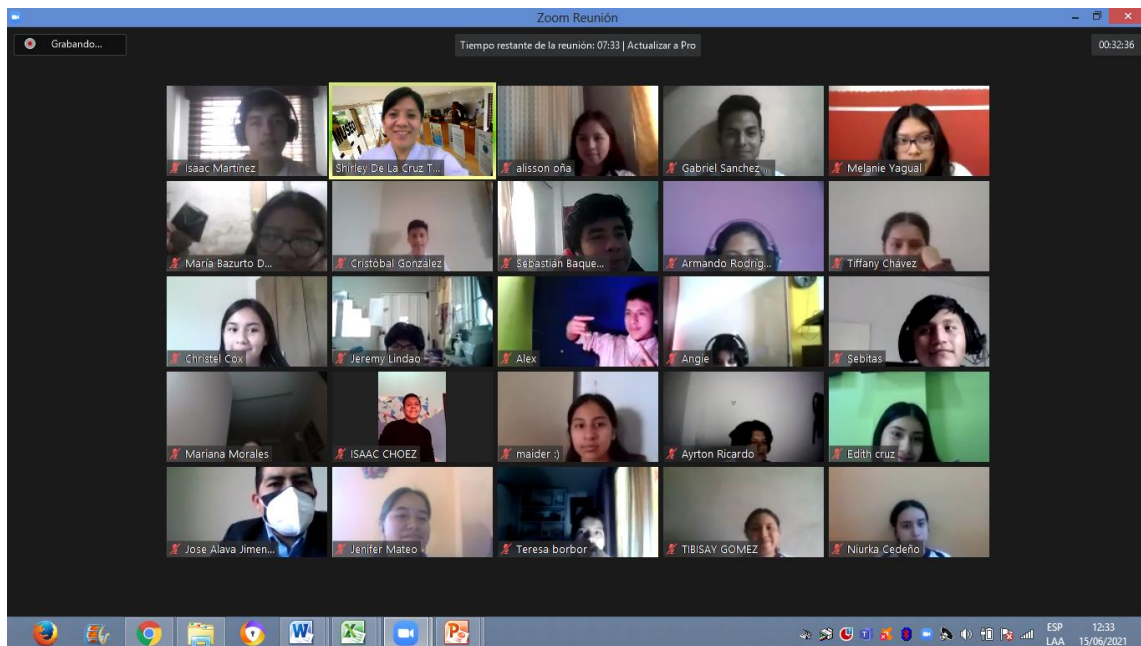 Zoom Reunión
Grabando...
Tiempo restante de la reunión: 07:33 | Actualizar a Pro
00:32:36
MUSEO
Isaac Martínez
Shirley De La Cruz T...
alisson oña
Gabriel Sanchez
Melanie Yagual
María Bazurto D...
Cristóbal González
Sebastián Baque...
Armando Rodríg...
Tiffany Chávez
Christel Cox
Jeremy Lindao
Alex
Angie
Sebitas
Mariana Morales
ISAAC CHOEZ
maider :)
Ayrton Ricardo
Edith cruz
Jose Alava Jimen...
Jenifer Mateo
Teresa borbor
TIBISAY GOMEZ
Niurka Cedeño
ESP
12:33
LAA
15/06/2021